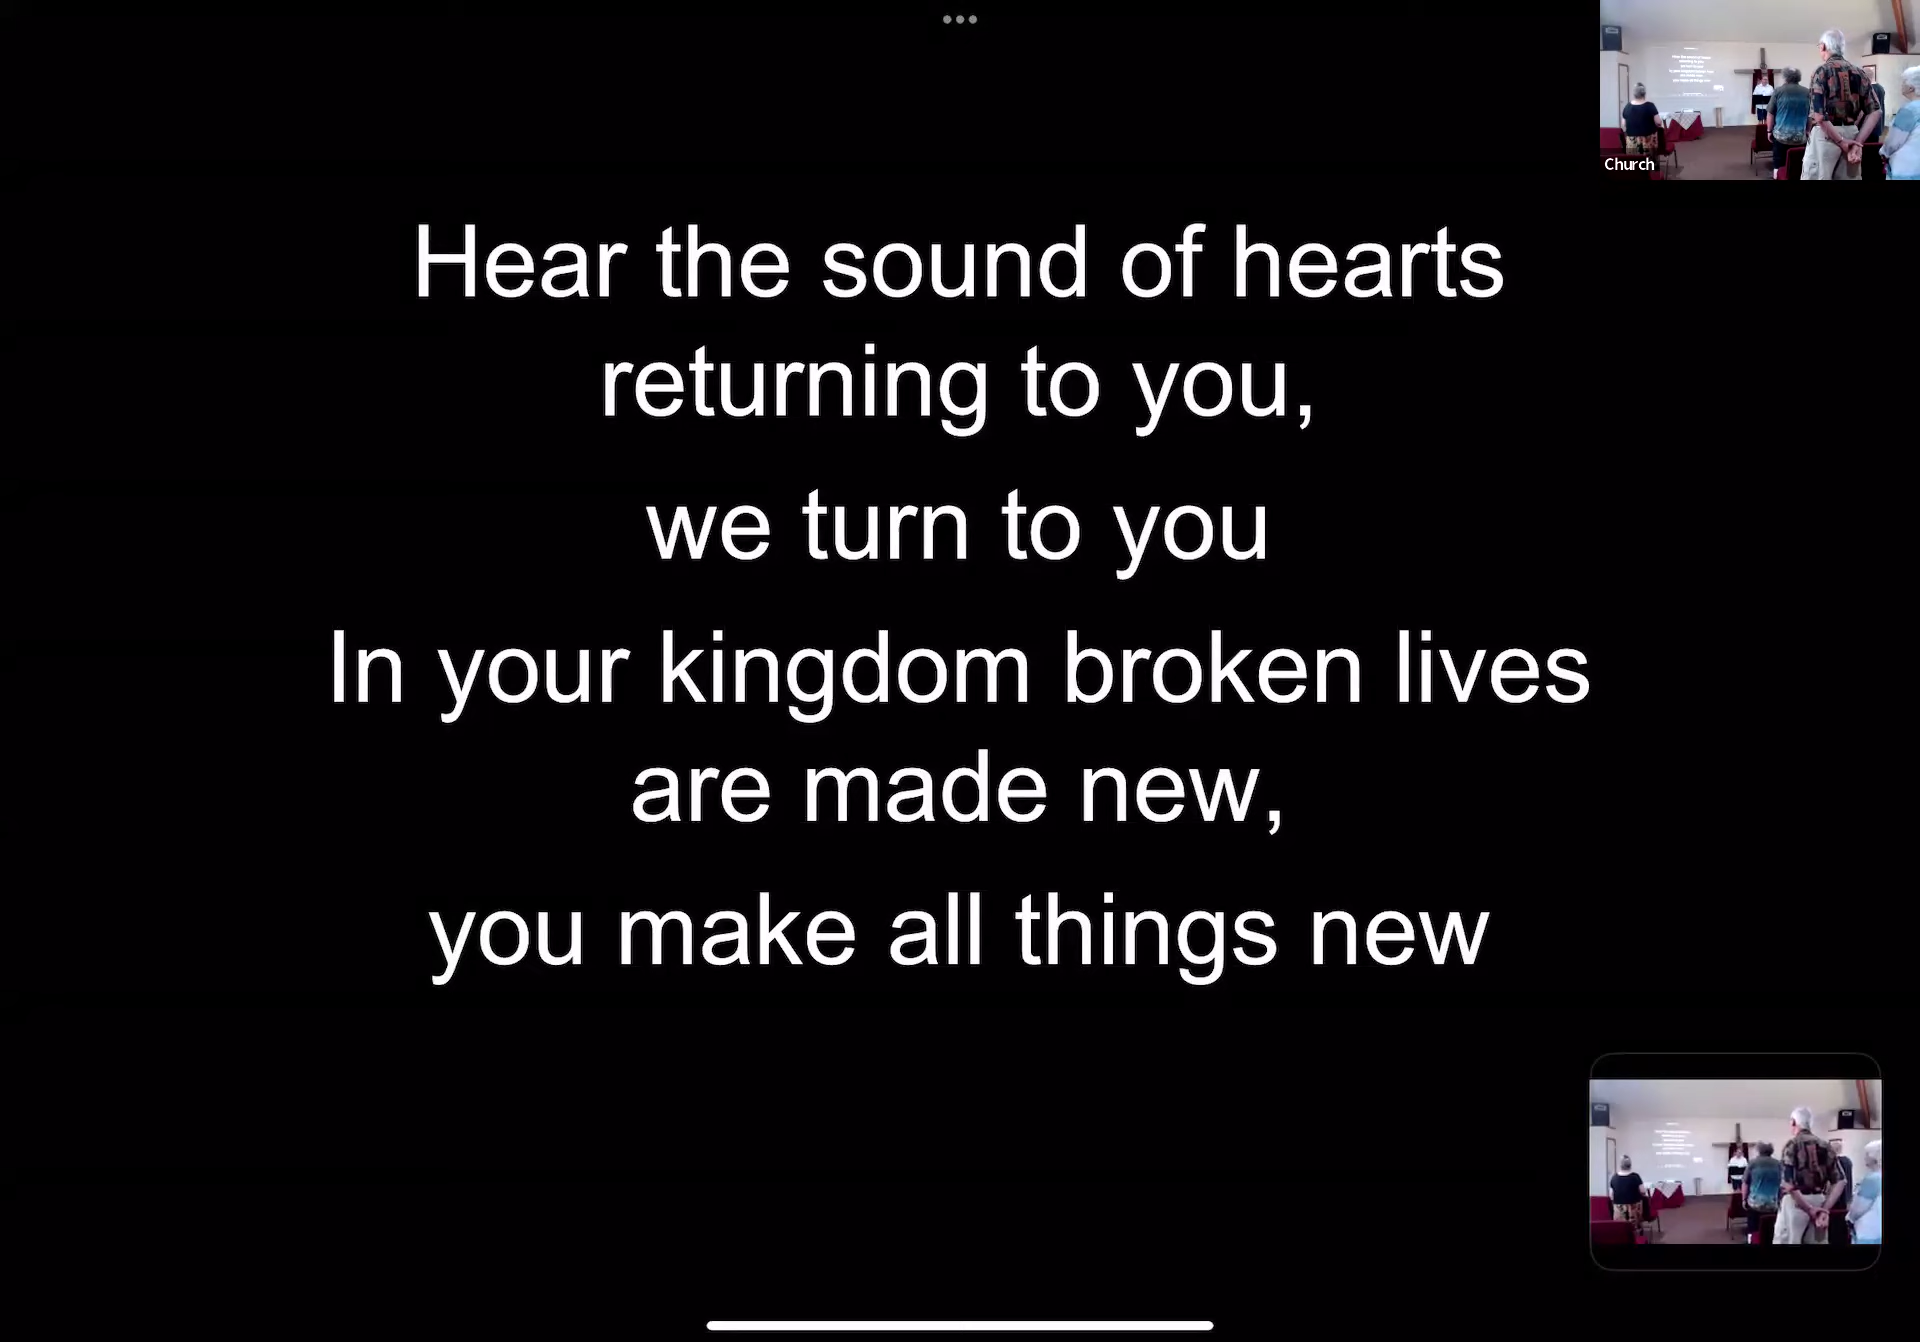 Church
Hear the sound of hearts
returning to you,
we turn to you
In your kingdom broken lives
are made new,
you make all things new